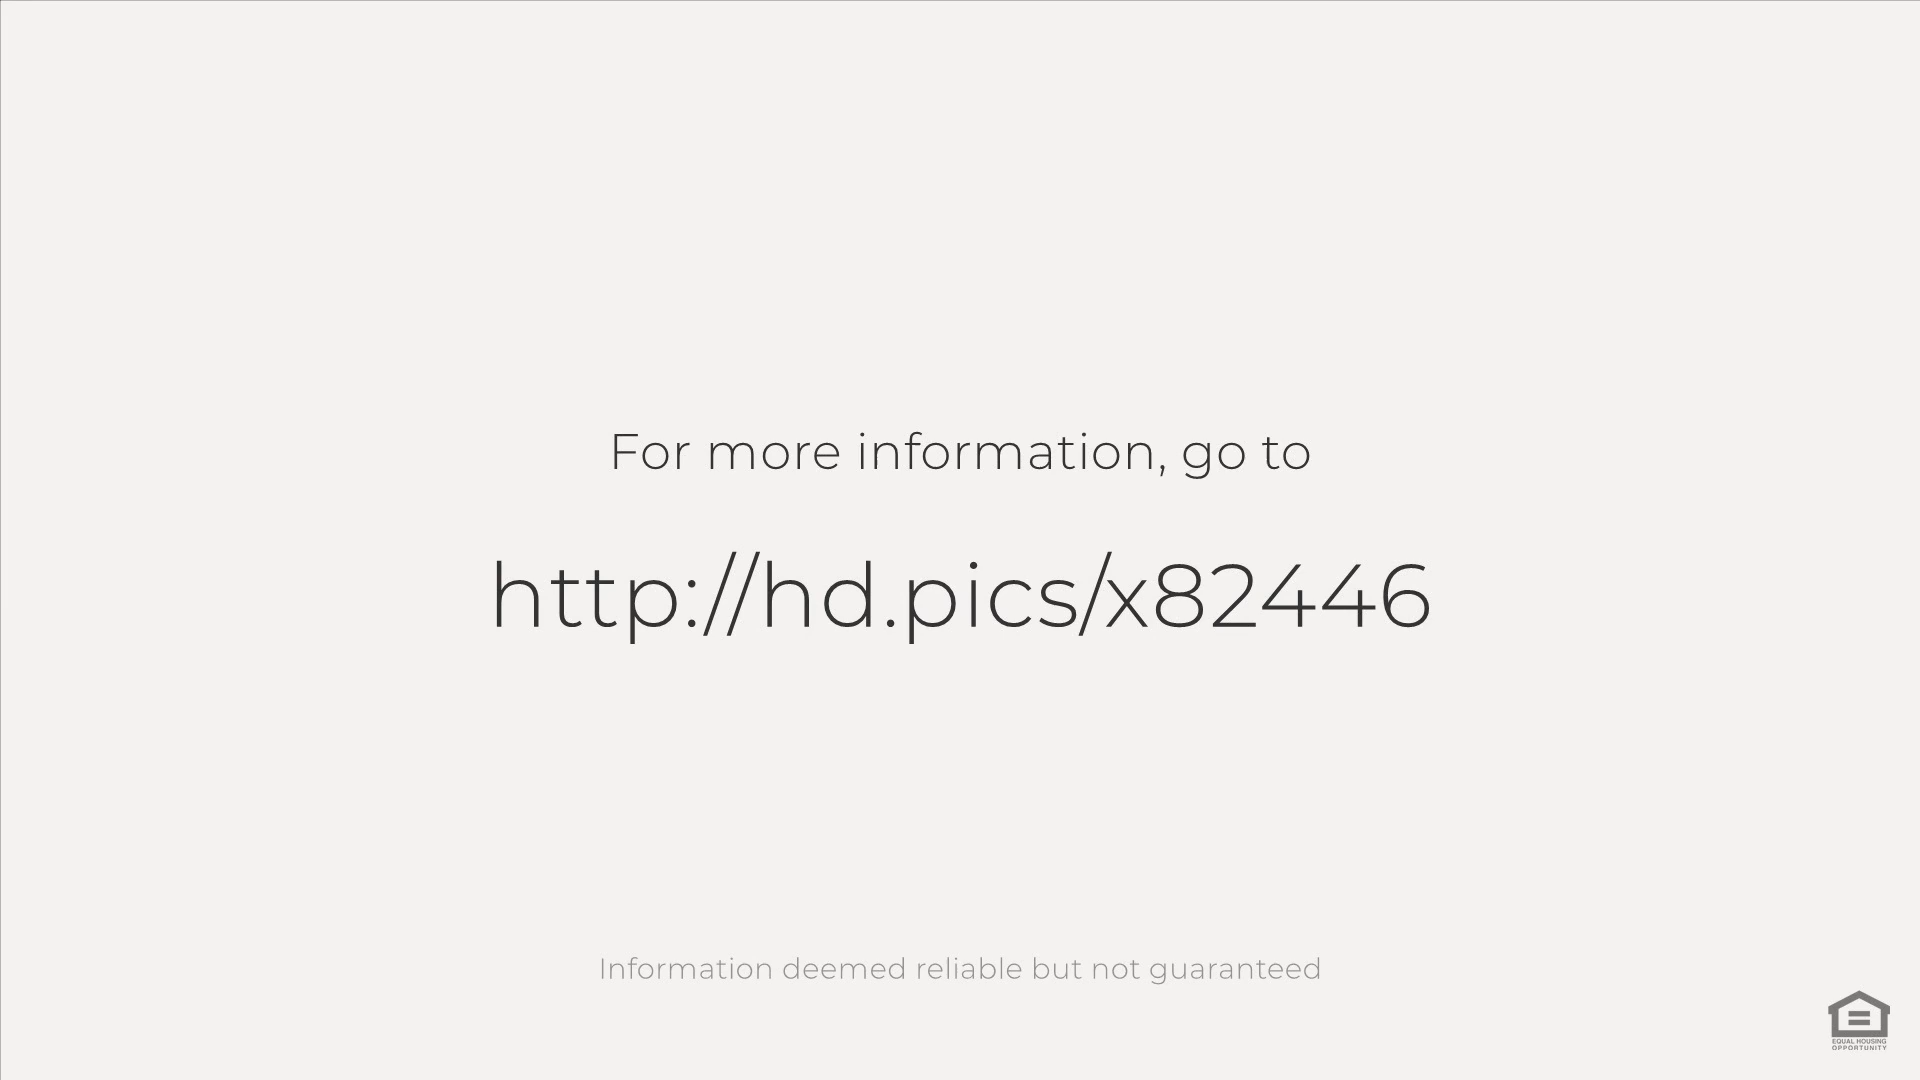 For more information, go to
http://hd.pics/x82446
Information deemed reliable but not guaranteed
EQUAL HOUSING
OPPORTUNITY